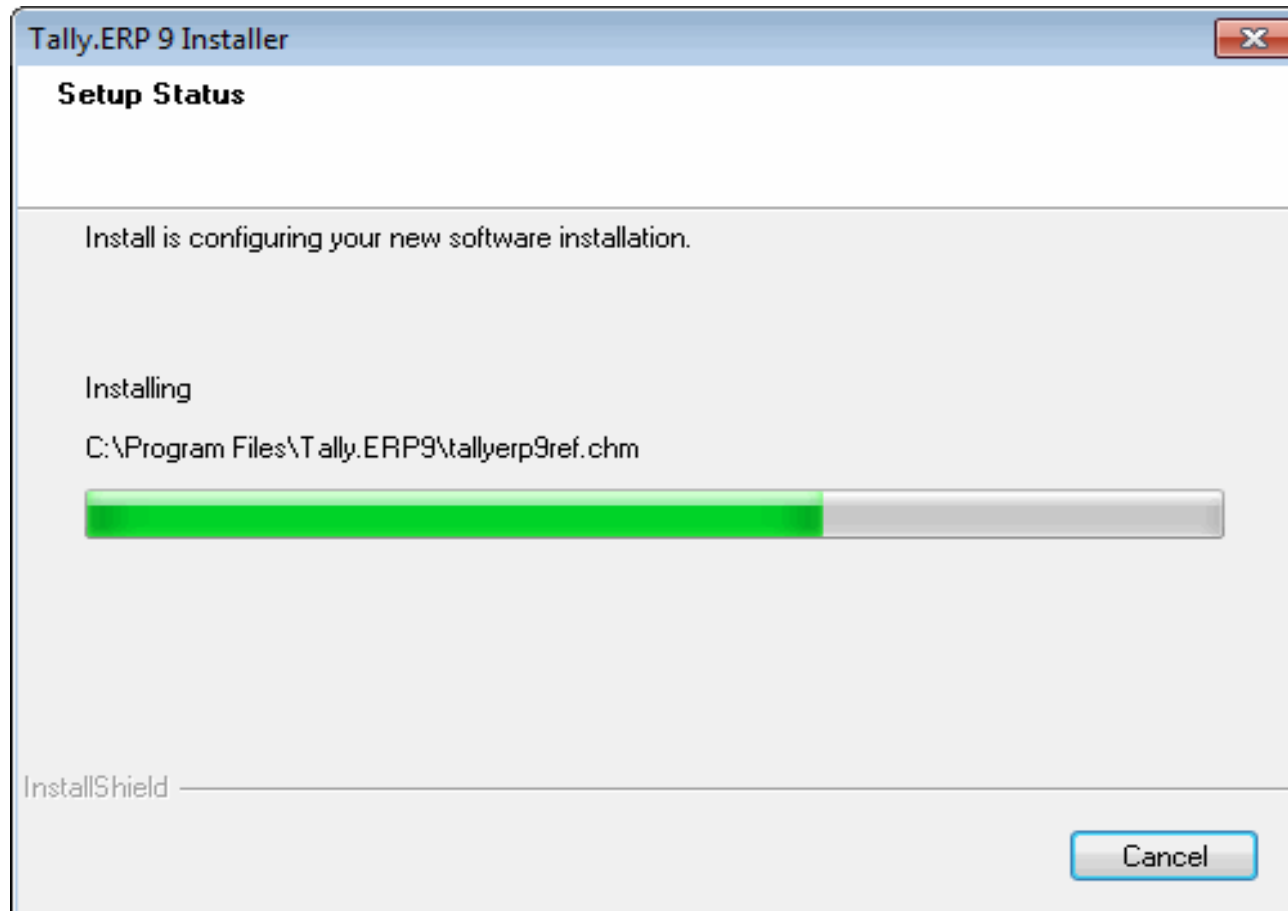 Tally.ERP 9 Installer
Setup Status
Install is configuring your new software installation.
Installing
C:\Program Files\Tally.ERP9\tallyerp9ref.chm
InstallShield
Cancel